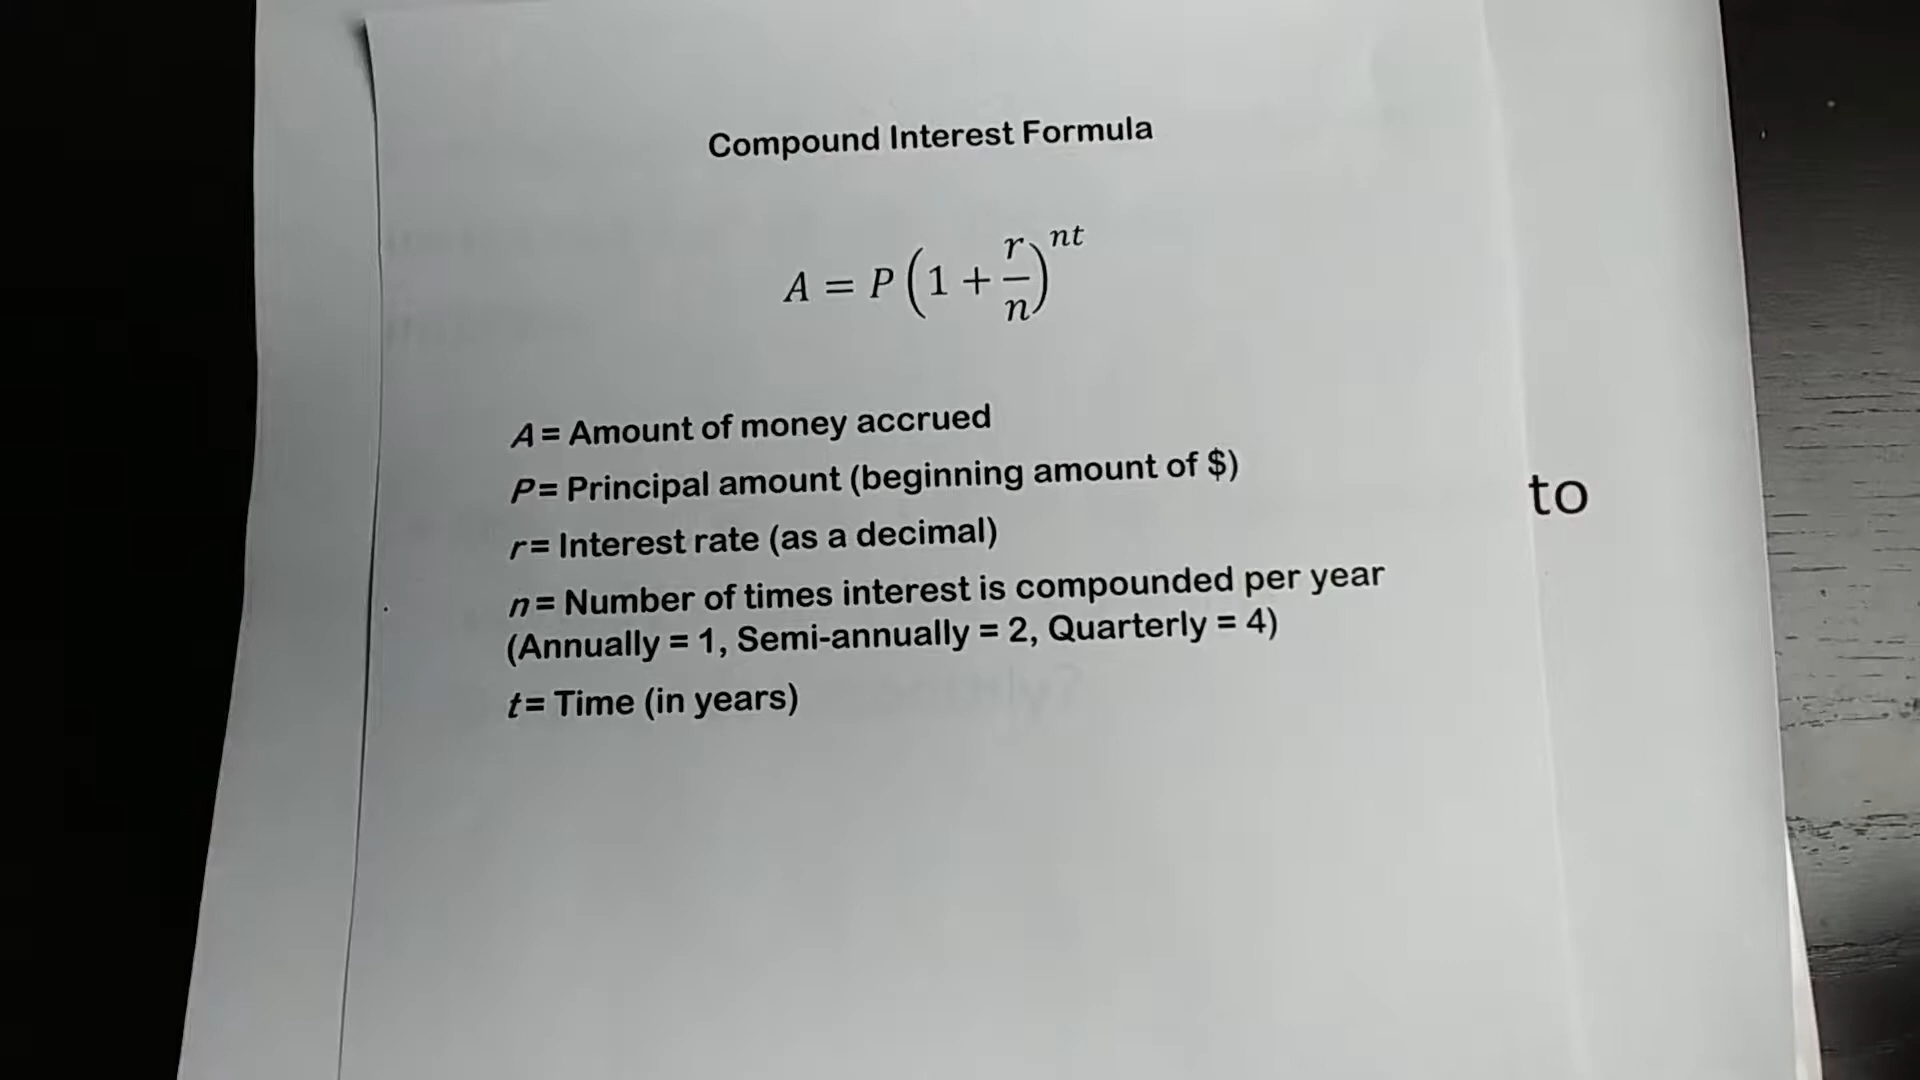 Compound Interest Formula
A = P(1 + r/n)^nt
A = Amount of money accrued
P = Principal amount (beginning amount of $)
r = Interest rate (as a decimal)
n = Number of times interest is compounded per year
(Annually = 1, Semi-annually = 2, Quarterly = 4)
t = Time (in years)
to